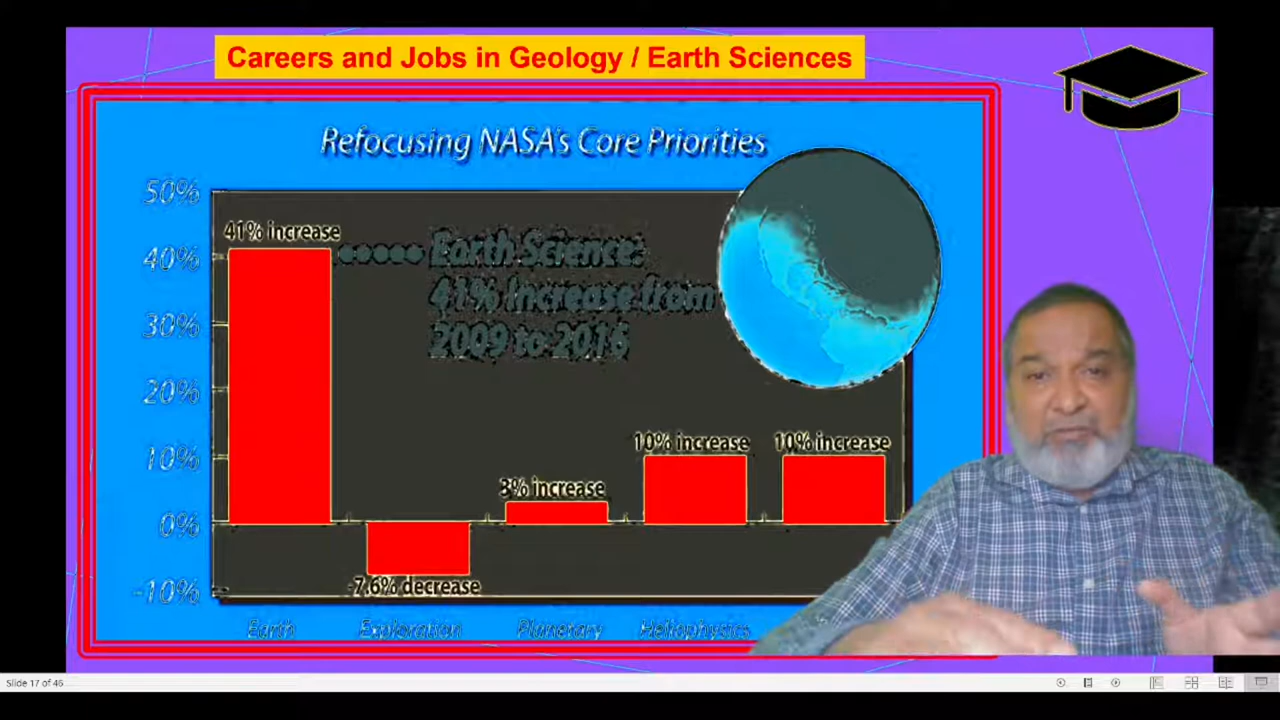 Careers and Jobs in Geology / Earth Sciences
Refocusing NASA's Core Priorities
50%
41% increase
Earth Science:
40%
41% Increase from
30%
2009 to 2016
20%
10% increase
10% increase
10%
3% increase
0%
-7.6% decrease
-10%
Earth
Exploration
Planetary
Heliophysics
Slide 17 of 46